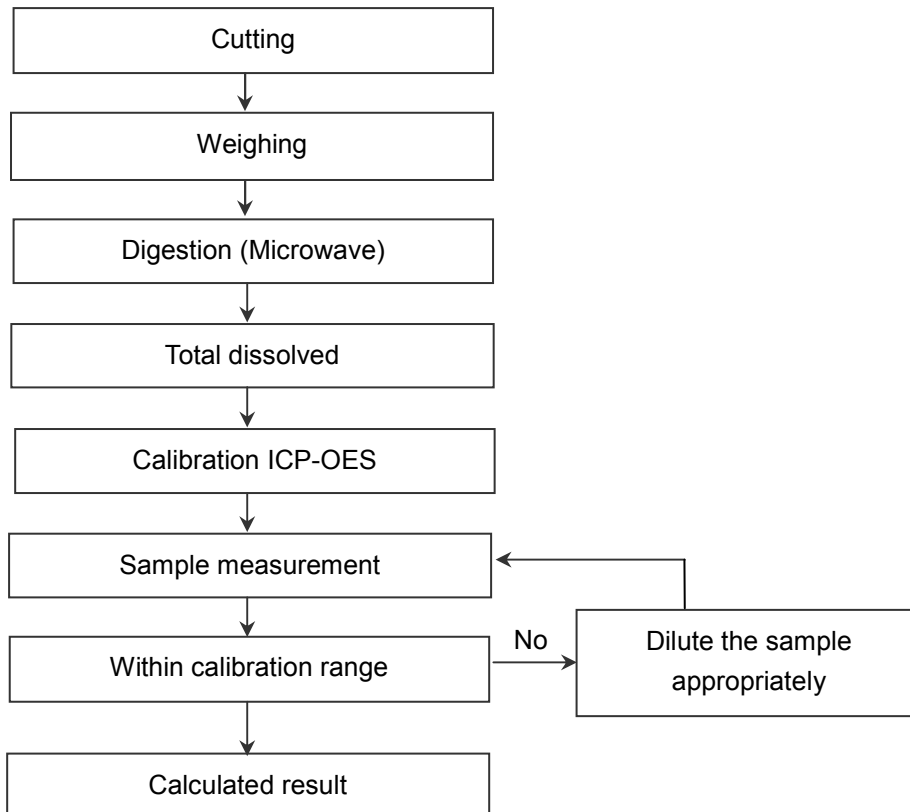 Cutting
Weighing
Digestion (Microwave)
Total dissolved
Calibration ICP-OES
Sample measurement
Within calibration range
No
Dilute the sample
appropriately
Calculated result